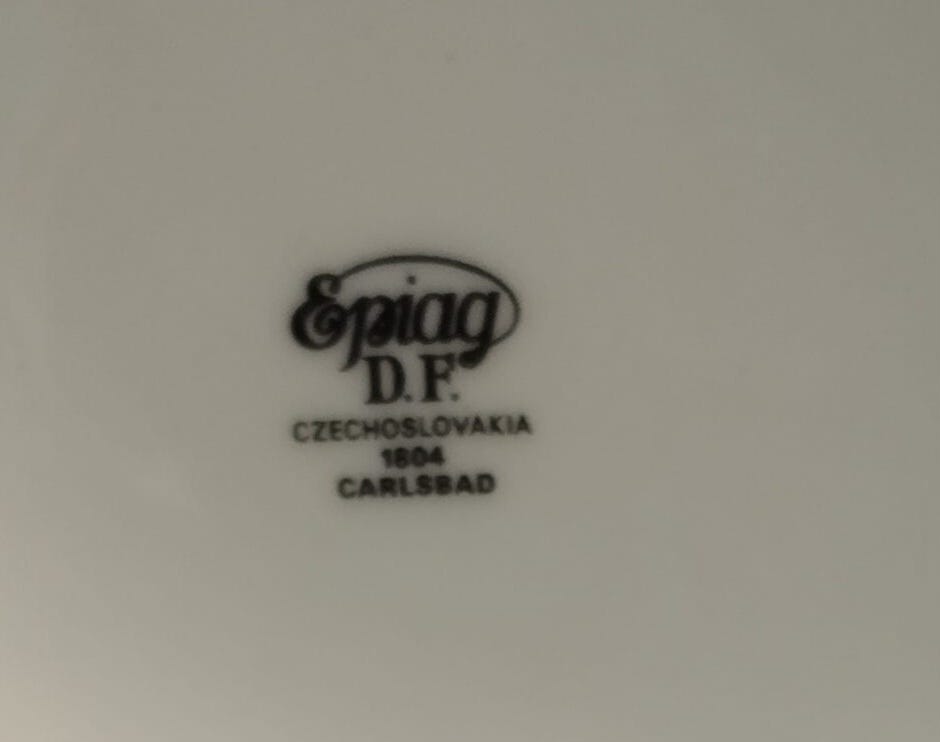 Epiag
D. F.
CZECHOSLOVAKIA
1804
CARLSBAD